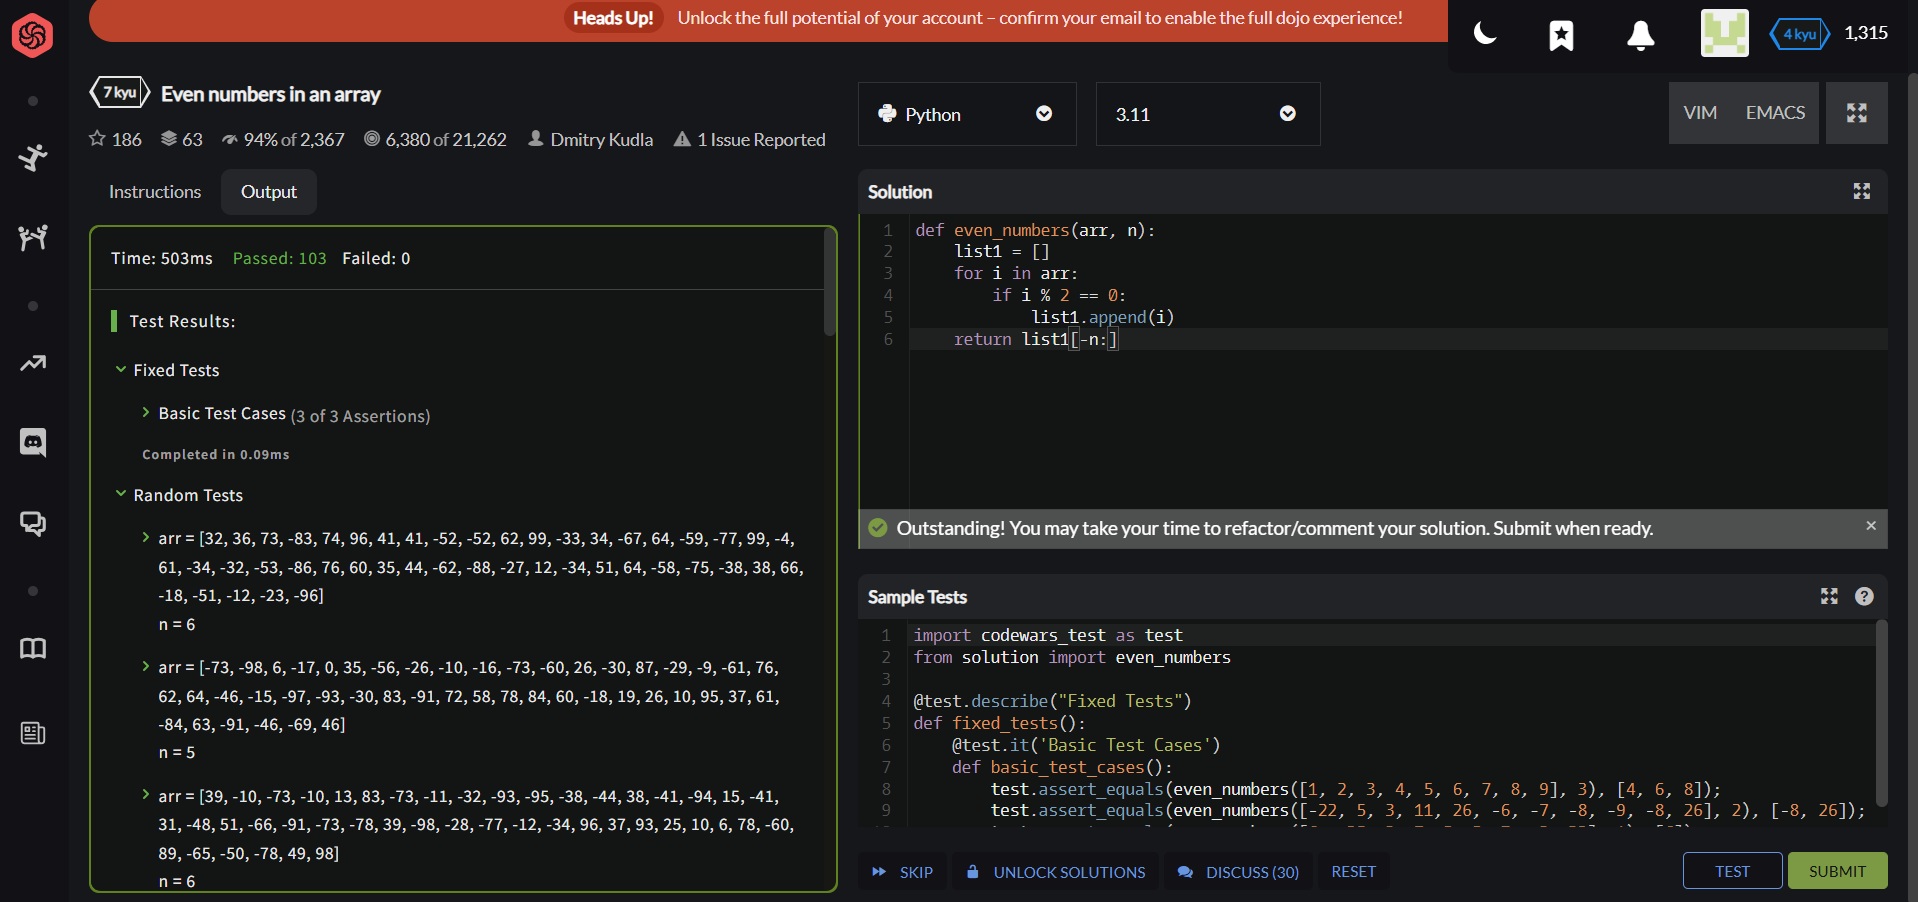 Heads Up! Unlock the full potential of your account – confirm your email to enable the full dojo experience!
4 kyu 1,315
7 kyu Even numbers in an array
186 63 94% of 2,367 6,380 of 21,262 Dmitry Kudla 1 Issue Reported
Python 3.11 VIM EMACS
Instructions Output
Time: 503ms Passed: 103 Failed: 0
Test Results:
Fixed Tests
Basic Test Cases (3 of 3 Assertions)
Completed in 0.09ms
Random Tests
arr = [32, 36, 73, -83, 74, 96, 41, 41, -52, -52, 62, 99, -33, 34, -67, 64, -59, -77, 99, -4,
61, -34, -32, -53, -86, 76, 60, 35, 44, -62, -88, -27, 12, -34, 51, 64, -58, -75, -38, 38, 66,
-18, -51, -12, -23, -96]
n = 6
arr = [-73, -98, 6, -17, 0, 35, -56, -26, -10, -16, -73, -60, 26, -30, 87, -29, -9, -61, 76,
62, 64, -46, -15, -97, -93, -30, 83, -91, 72, 58, 78, 84, 60, -18, 19, 26, 10, 95, 37, 61,
-84, 63, -91, -46, -69, 46]
n = 5
arr = [39, -10, -73, -10, 13, 83, -73, -11, -32, -93, -95, -38, -44, 38, -41, -94, 15, -41,
31, -48, 51, -66, -91, -73, -78, 39, -98, -28, -77, -12, -34, 96, 37, 93, 25, 10, 6, 78, -60,
89, -65, -50, -78, 49, 98]
n = 6
Solution
1 def even_numbers(arr, n):
2 list1 = []
3 for i in arr:
4 if i % 2 == 0:
5 list1.append(i)
6 return list1[-n:]
Outstanding! You may take your time to refactor/comment your solution. Submit when ready. ×
Sample Tests
1 import codewars_test as test
2 from solution import even_numbers
3
4 @test.describe("Fixed Tests")
5 def fixed_tests():
6 @test.it('Basic Test Cases')
7 def basic_test_cases():
8 test.assert_equals(even_numbers([1, 2, 3, 4, 5, 6, 7, 8, 9], 3), [4, 6, 8]);
9 test.assert_equals(even_numbers([-22, 5, 3, 11, 26, -6, -7, -8, -9, -8, 26], 2), [-8, 26]);
SKIP UNLOCK SOLUTIONS DISCUSS (30) RESET TEST SUBMIT